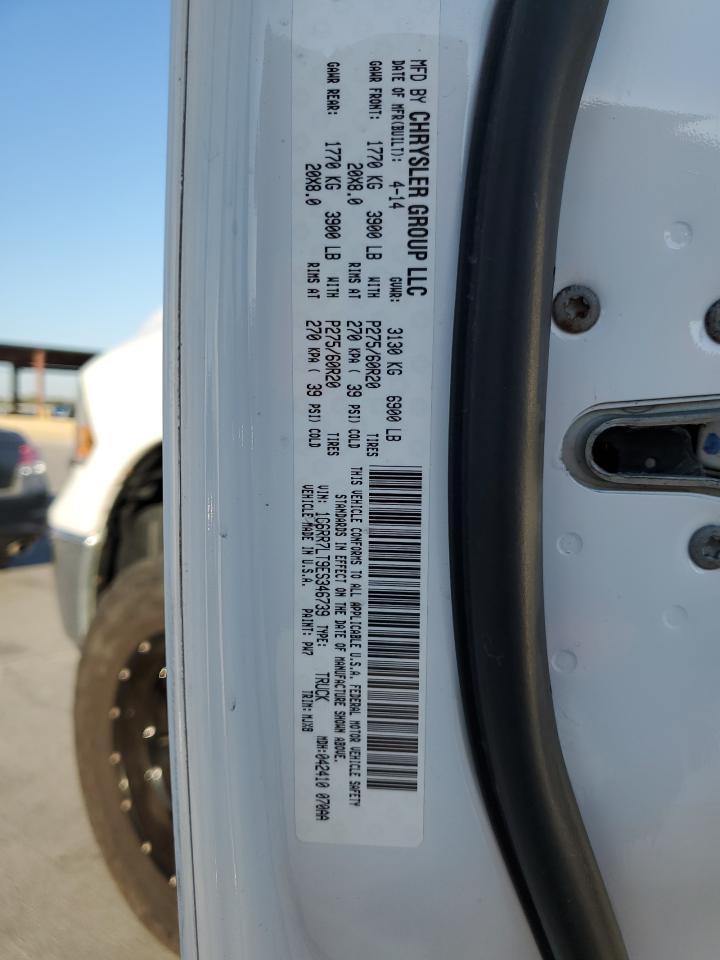 MFD BY CHRYSLER GROUP LLC
DATE OF MFR(BUILT): 4-14 GVWR: 3130 KG 6900 LB
GAWR FRONT: 1770 KG 3900 LB WITH P275/60R20 TIRES
20X8.0 RIMS AT 270 KPA ( 39 PSI) COLD
GAWR REAR: 1770 KG 3900 LB WITH P275/60R20 TIRES
20X8.0 RIMS AT 270 KPA ( 39 PSI) COLD
THIS VEHICLE CONFORMS TO ALL APPLICABLE U.S.A. FEDERAL MOTOR VEHICLE SAFETY
STANDARDS IN EFFECT ON THE DATE OF MANUFACTURE SHOWN ABOVE.
VIN: 1C6RR7LT9ES346739 TYPE: TRUCK MDH:042410 070AA
VEHICLE MADE IN U.S.A. PAINT: PW7 TRIM: MJX8